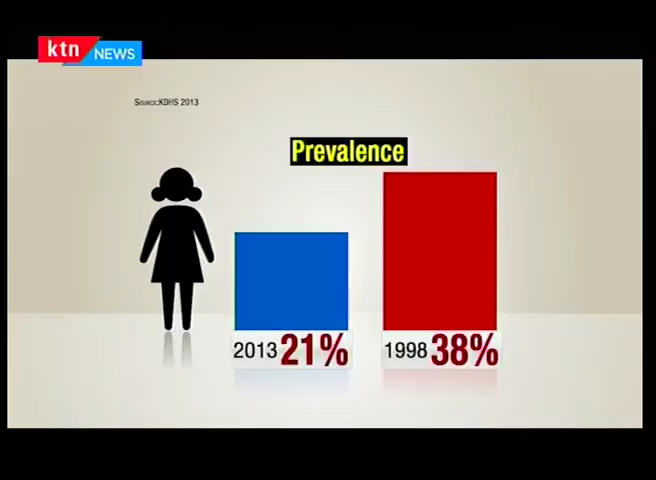 ktn NEWS
Source:KDHS 2013
Prevalence
2013 21%
1998 38%